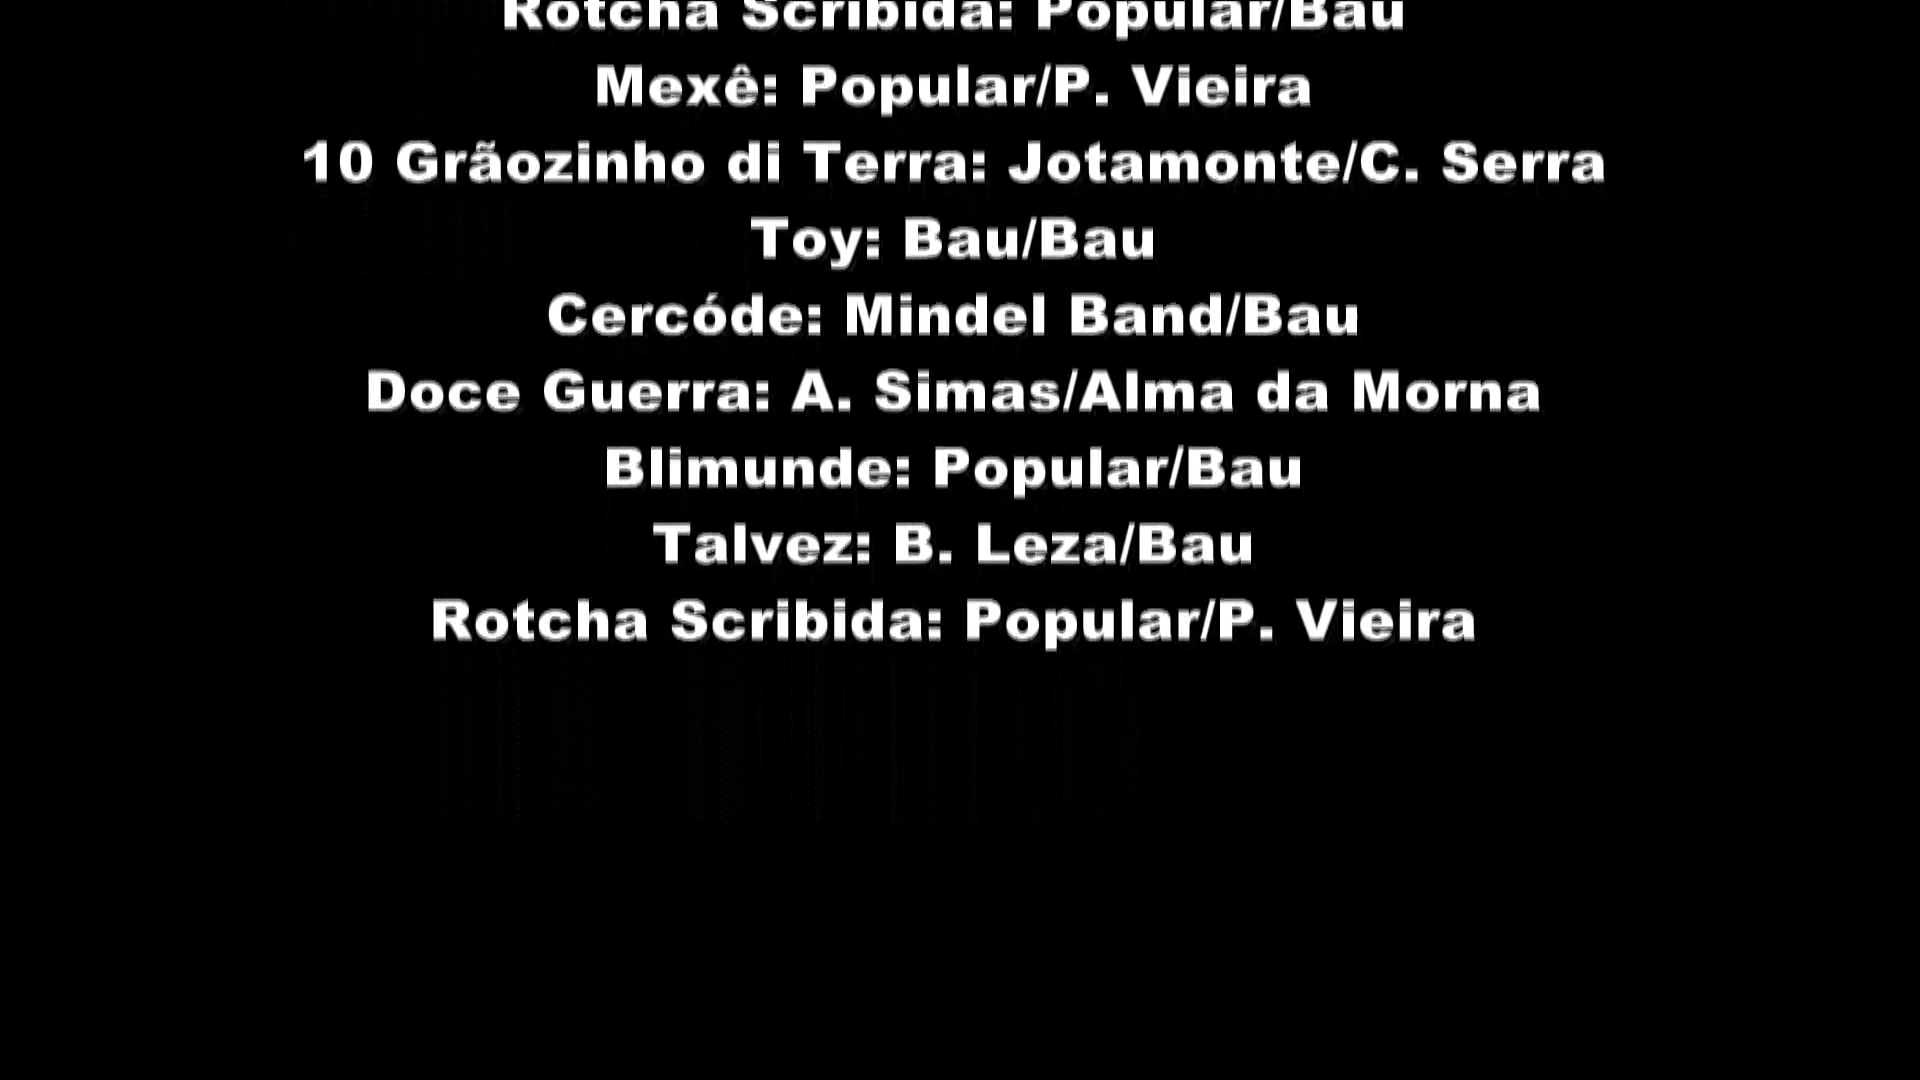 Rotcha Scribida: Popular/Bau
Mexê: Popular/P. Vieira
10 Grãozinho di Terra: Jotamonte/C. Serra
Toy: Bau/Bau
Cercóde: Mindel Band/Bau
Doce Guerra: A. Simas/Alma da Morna
Blimunde: Popular/Bau
Talvez: B. Leza/Bau
Rotcha Scribida: Popular/P. Vieira